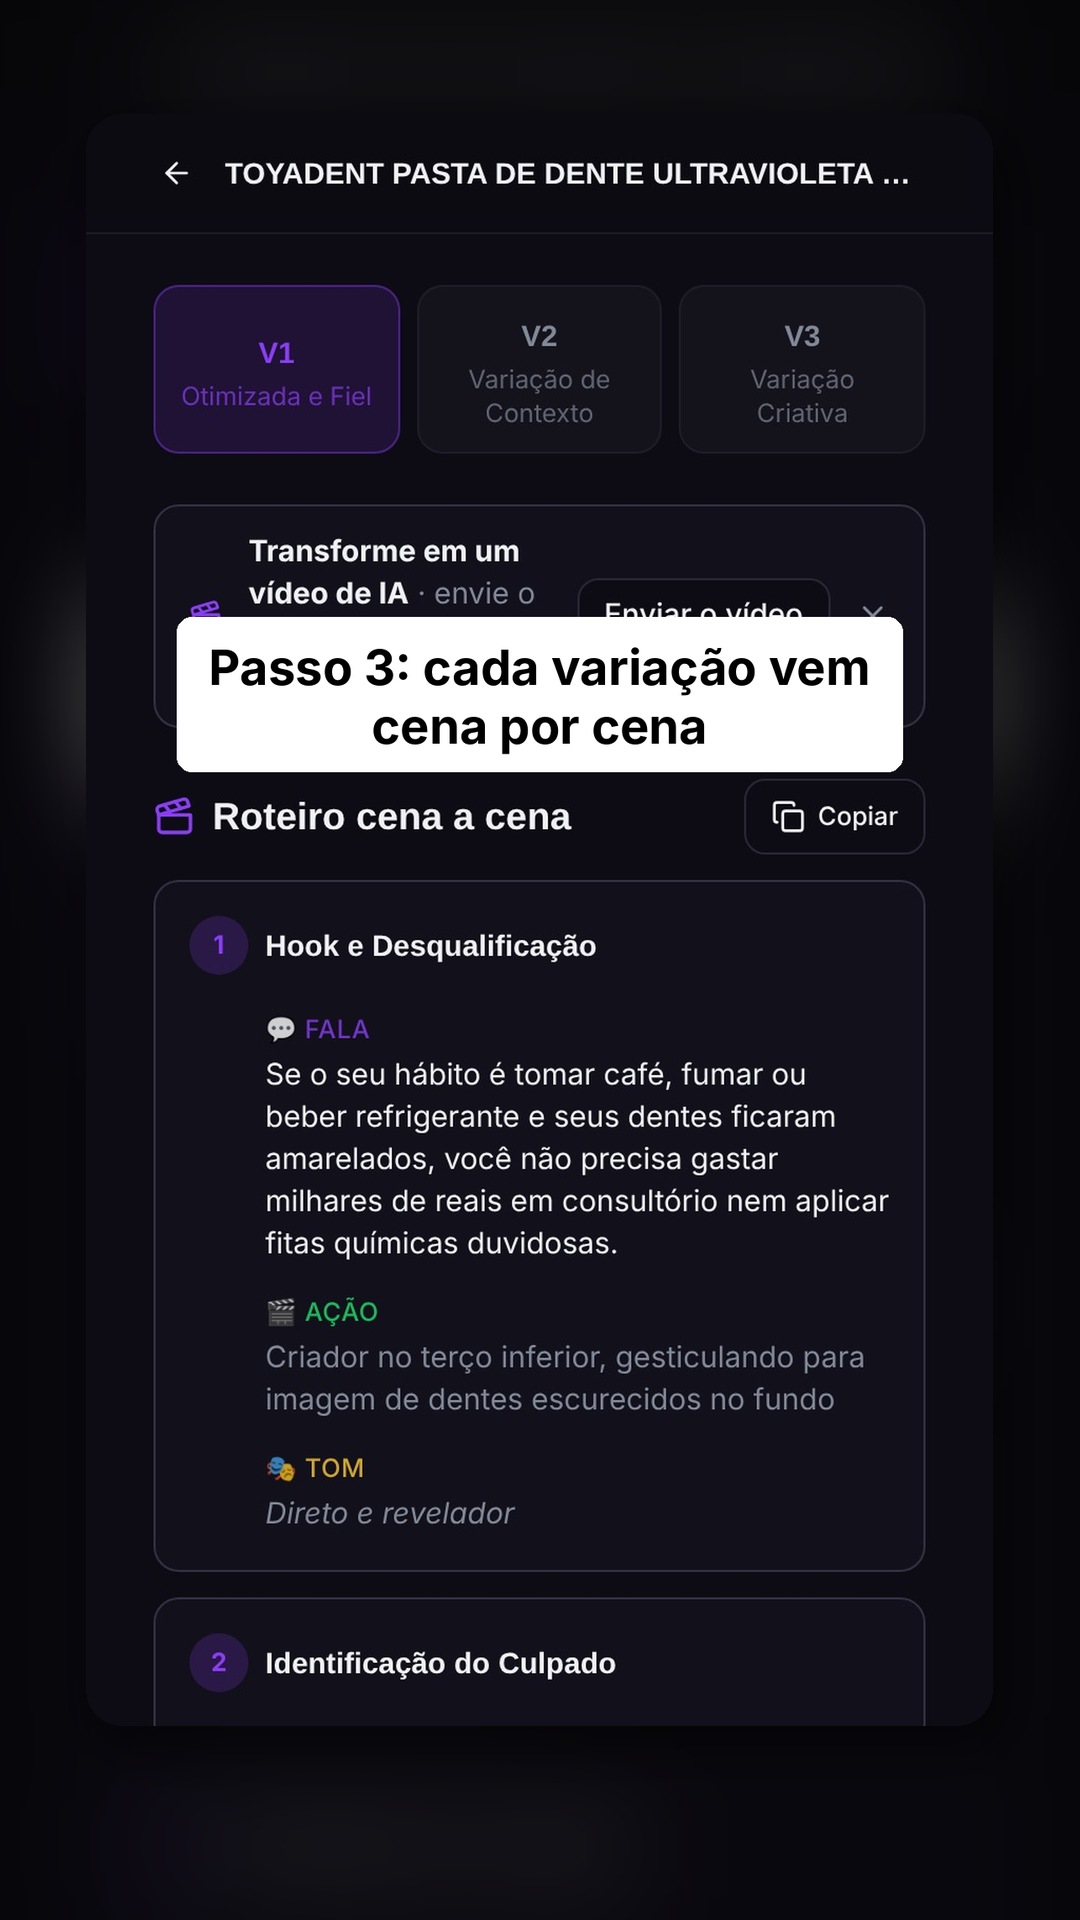 TOYADENT PASTA DE DENTE ULTRAVIOLETA ...
V1
Otimizada e Fiel
V2
Variação de
Contexto
V3
Variação
Criativa
Transforme em um
vídeo de IA · envie o
Enviar o vídeo
Passo 3: cada variação vem
cena por cena
Roteiro cena a cena
Copiar
1
Hook e Desqualificação
💬 FALA
Se o seu hábito é tomar café, fumar ou
beber refrigerante e seus dentes ficaram
amarelados, você não precisa gastar
milhares de reais em consultório nem aplicar
fitas químicas duvidosas.
🎬 AÇÃO
Criador no terço inferior, gesticulando para
imagem de dentes escurecidos no fundo
🎭 TOM
Direto e revelador
2
Identificação do Culpado